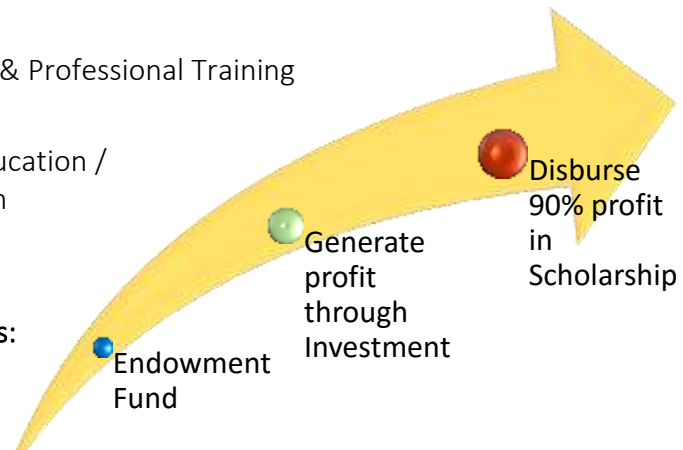 & Professional Training
ucation /
s:
Disburse
90% profit
in
Scholarship
Generate
profit
through
Investment
Endowment
Fund